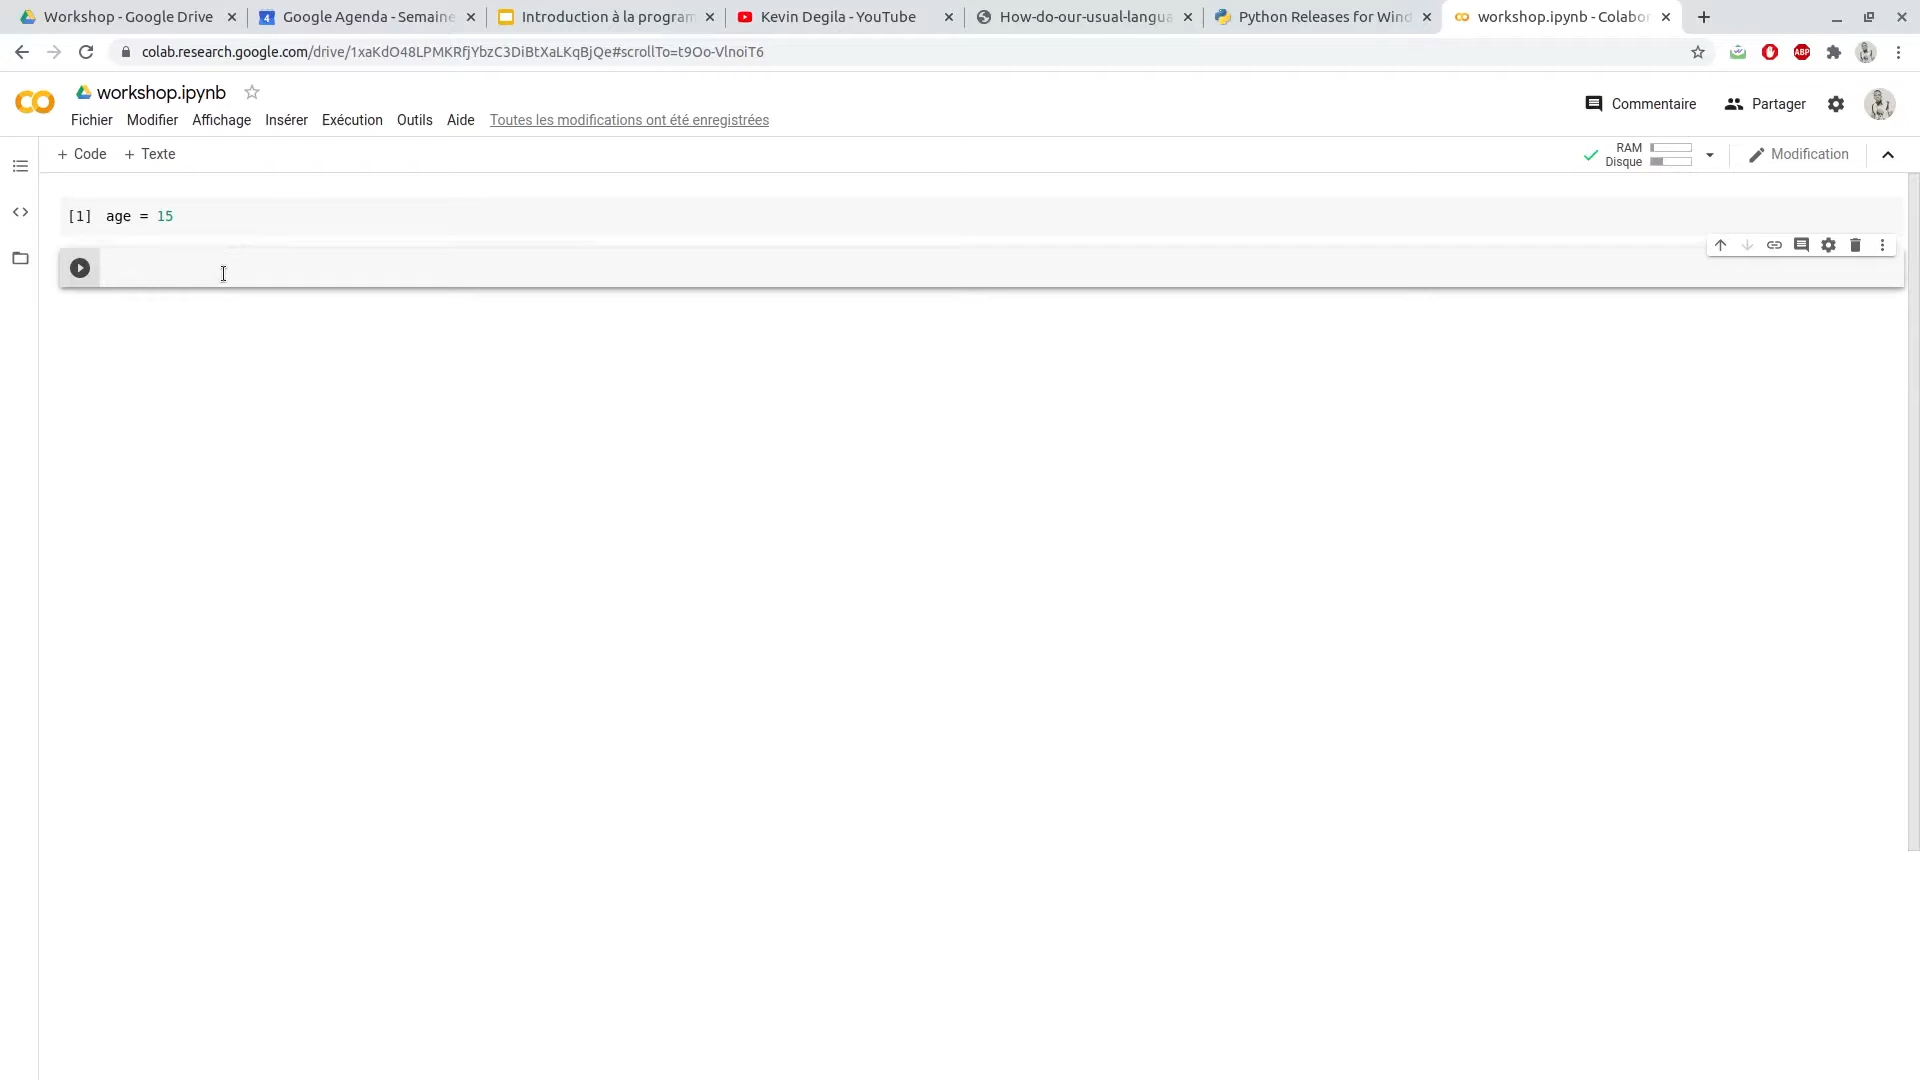 Workshop - Google Drive
Google Agenda - Semaine
Introduction à la program
Kevin Degila - YouTube
How-do-our-usual-langua
Python Releases for Wind
workshop.ipynb - Colabor
colab.research.google.com/drive/1xaKdO48LPMKRfjYbzC3DiBtXaLKqBjQe#scrollTo=t9Oo-VlnoiT6
ABP
workshop.ipynb
Commentaire
Partager
Fichier Modifier Affichage Insérer Exécution Outils Aide Toutes les modifications ont été enregistrées
+ Code + Texte
RAM
Disque
Modification
[1] age = 15